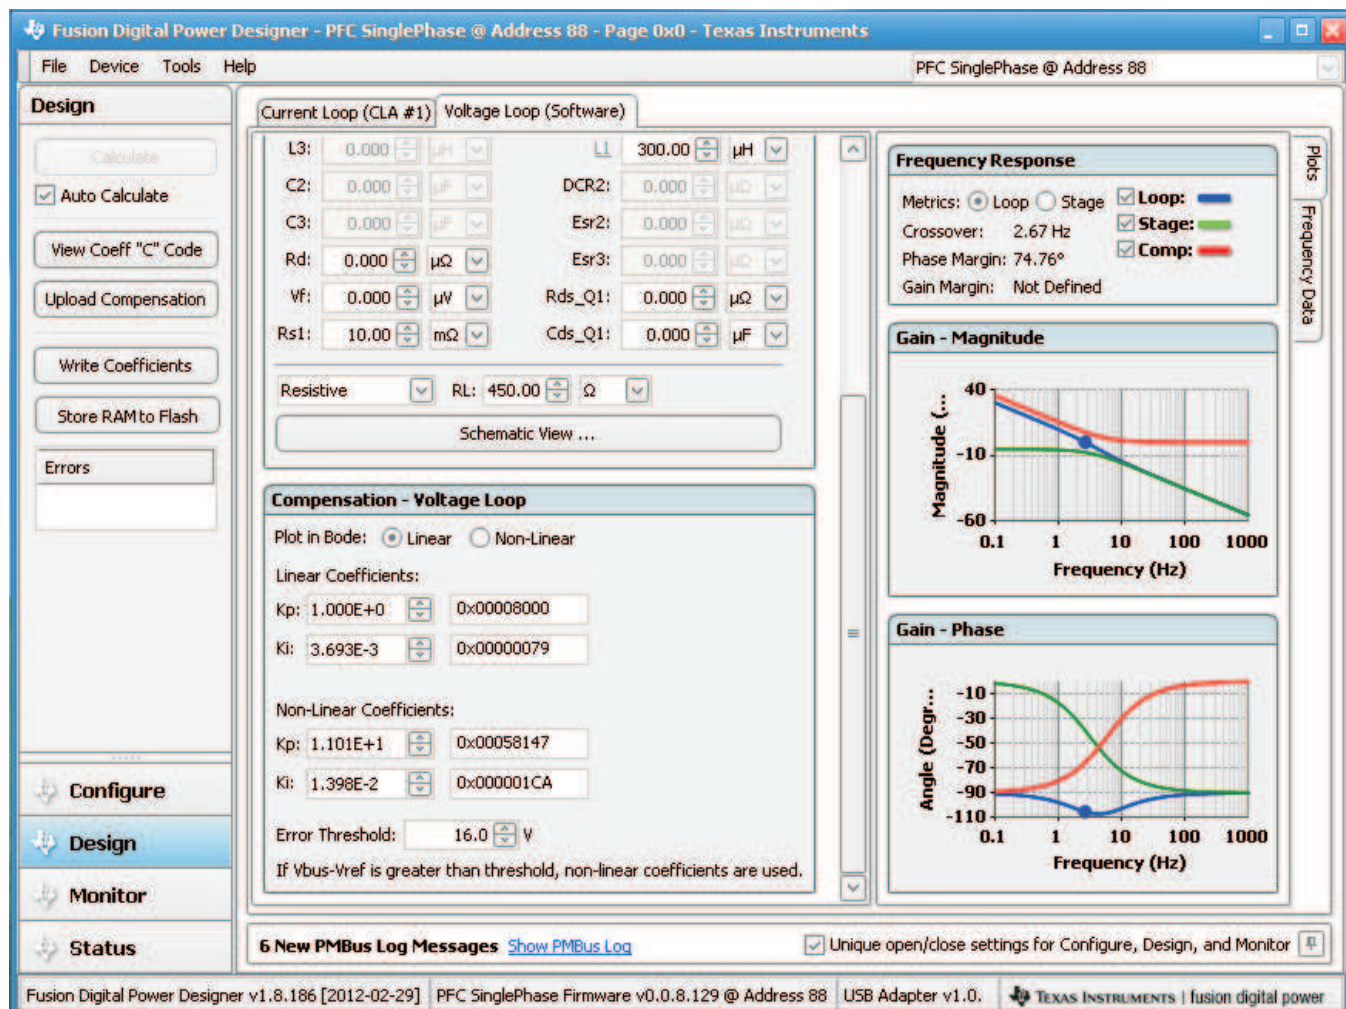 Fusion Digital Power Designer - PFC SinglePhase @ Address 88 - Page 0x0 - Texas Instruments
File Device Tools Help PFC SinglePhase @ Address 88
Design
Calculate
Auto Calculate
View Coeff "C" Code
Upload Compensation
Write Coefficients
Store RAM to Flash
Errors
Configure
Design
Monitor
Status
Current Loop (CLA #1) Voltage Loop (Software)
L3: 0.000 µH L1 300.00 µH
C2: 0.000 µF DCR2: 0.000 µΩ
C3: 0.000 µF Esr2: 0.000 µΩ
Rd: 0.000 µΩ Esr3: 0.000 µΩ
Vf: 0.000 µV Rds_Q1: 0.000 µΩ
Rs1: 10.00 mΩ Cds_Q1: 0.000 µF
Resistive RL: 450.00 Ω
Schematic View ...
Compensation - Voltage Loop
Plot in Bode: Linear Non-Linear
Linear Coefficients:
Kp: 1.000E+0 0x00008000
Ki: 3.693E-3 0x00000079
Non-Linear Coefficients:
Kp: 1.101E+1 0x00058147
Ki: 1.398E-2 0x000001CA
Error Threshold: 16.0 V
If Vbus-Vref is greater than threshold, non-linear coefficients are used.
Frequency Response
Metrics: Loop Stage Loop:
Crossover: 2.67 Hz Stage:
Phase Margin: 74.76° Comp:
Gain Margin: Not Defined
Gain - Magnitude
Magnitude (...
40
-10
-60
0.1 1 10 100 1000
Frequency (Hz)
Gain - Phase
Angle (Degr...
-10
-30
-50
-70
-90
-110
0.1 1 10 100 1000
Frequency (Hz)
Plots
Frequency Data
6 New PMBus Log Messages Show PMBus Log Unique open/close settings for Configure, Design, and Monitor
Fusion Digital Power Designer v1.8.186 [2012-02-29] PFC SinglePhase Firmware v0.0.8.129 @ Address 88 USB Adapter v1.0. TEXAS INSTRUMENTS | fusion digital power